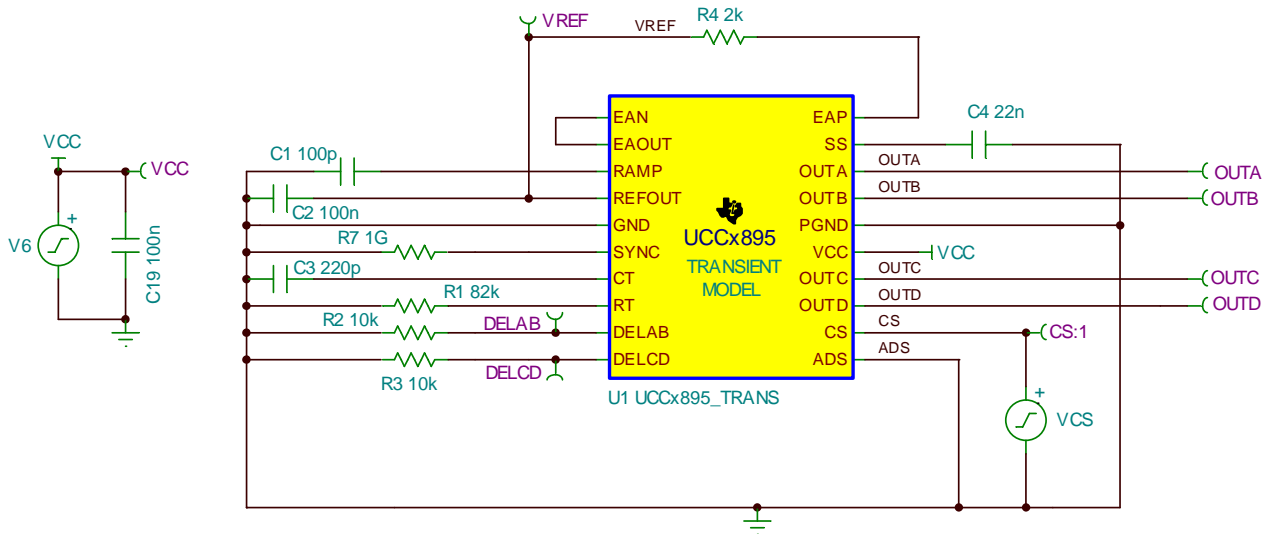 VREF
VREF
R4 2k
VCC
VCC
V6
+
C19 100n
C1 100p
C2 100n
R7 1G
C3 220p
R1 82k
R2 10k
R3 10k
DELAB
DELCD
EAN
EAOUT
RAMP
REFOUT
GND
SYNC
CT
RT
DELAB
DELCD
UCCx895
TRANSIENT
MODEL
EAP
SS
OUTA
OUTB
PGND
VCC
OUTC
OUTD
CS
ADS
U1 UCCx895_TRANS
C4 22n
OUTA
OUTB
VCC
OUTC
OUTD
CS
ADS
OUTA
OUTB
OUTC
OUTD
CS:1
+
VCS